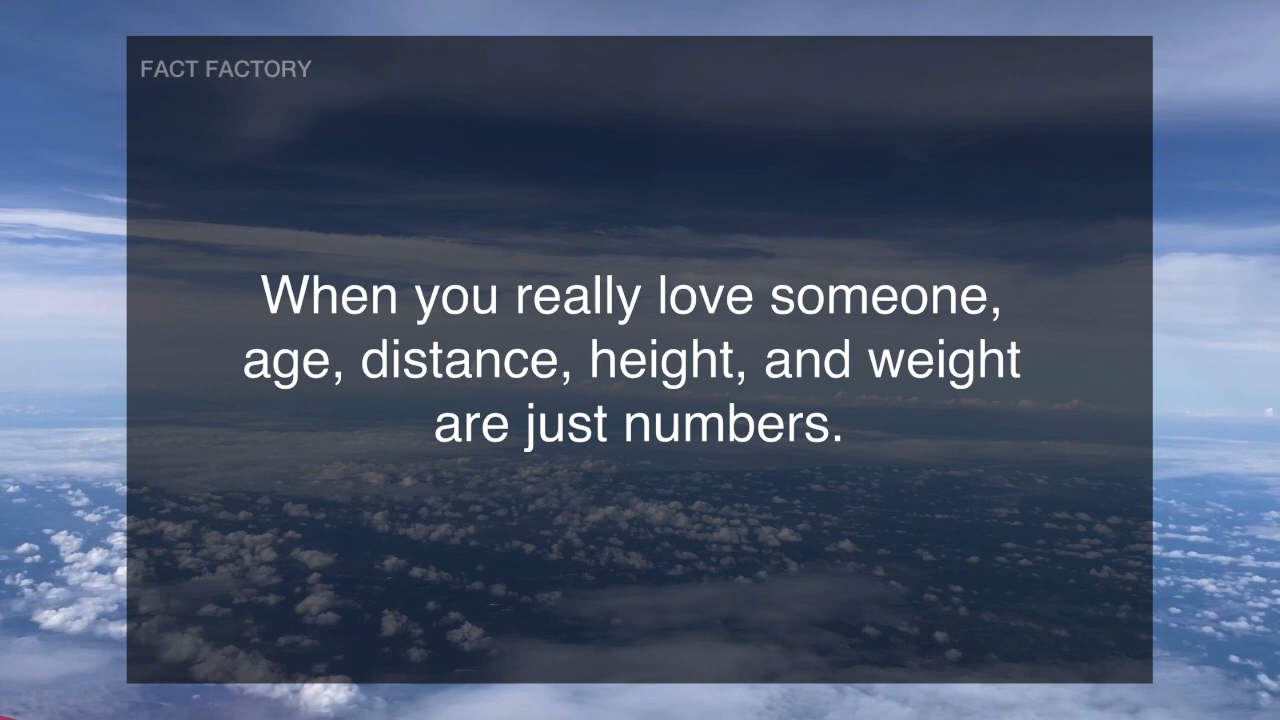 FACT FACTORY
When you really love someone,
age, distance, height, and weight
are just numbers.